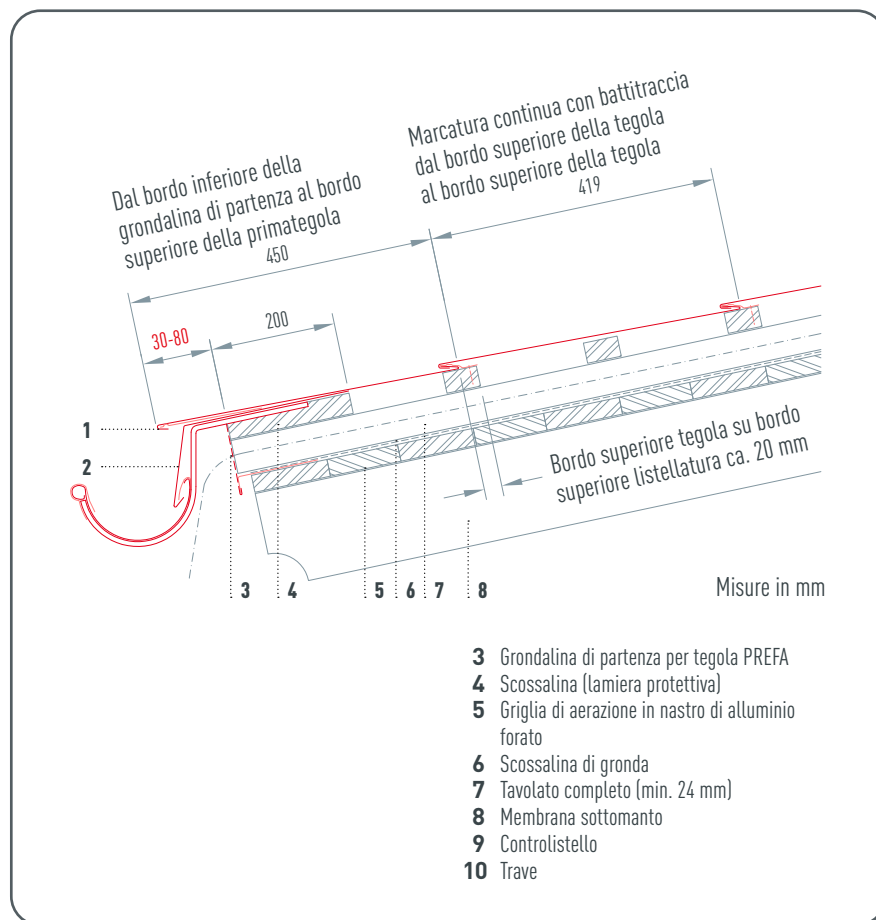 Dal bordo inferiore della
grondalina di partenza al bordo
superiore della primategola
450
Marcatura continua con battitraccia
dal bordo superiore della tegola
al bordo superiore della tegola
419
30-80
200
1
2
Bordo superiore tegola su bordo
superiore listellatura ca. 20 mm
3 4 5 6 7 8
Misure in mm
3 Grondalina di partenza per tegola PREFA
4 Scossalina (lamiera protettiva)
5 Griglia di aerazione in nastro di alluminio
forato
6 Scossalina di gronda
7 Tavolato completo (min. 24 mm)
8 Membrana sottomanto
9 Controlistello
10 Trave